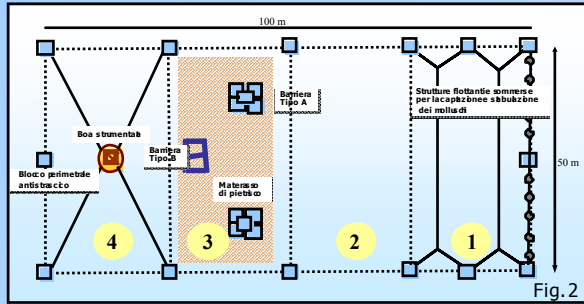 100 m
Barriera
Tipo A
Strutture flottanti e sommerse
per la captazione e stabulazione
dei molluschi
Boa strumentata
Barriera
Tipo B
50 m
Blocco perimetrale
antistrascico
Materasso
di pietrisco
4
3
2
1
Fig.2